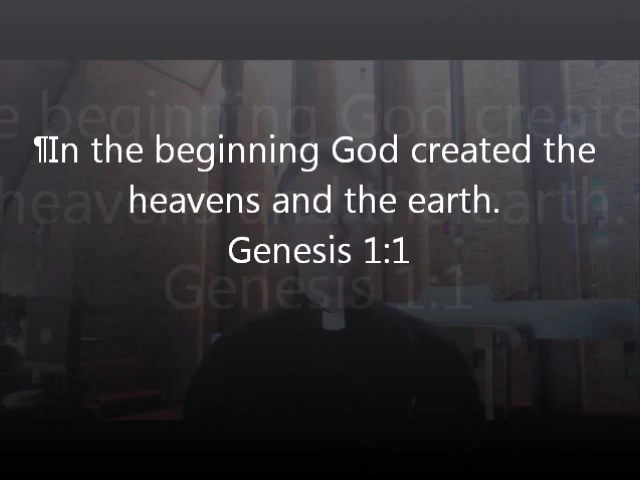 ¶In the beginning God created the
heavens and the earth.
Genesis 1:1